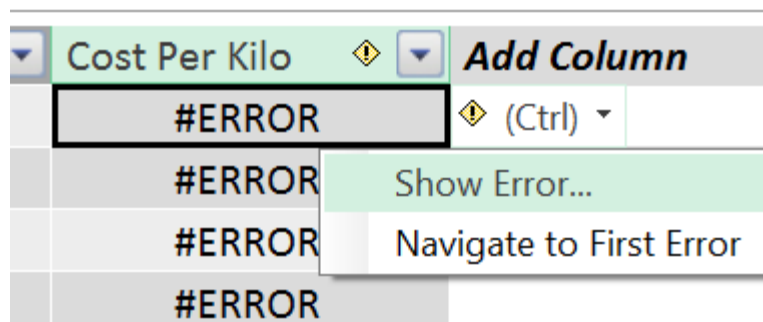 Cost Per Kilo Add Column
#ERROR (Ctrl)
#ERROR Show Error...
#ERROR Navigate to First Error
#ERROR